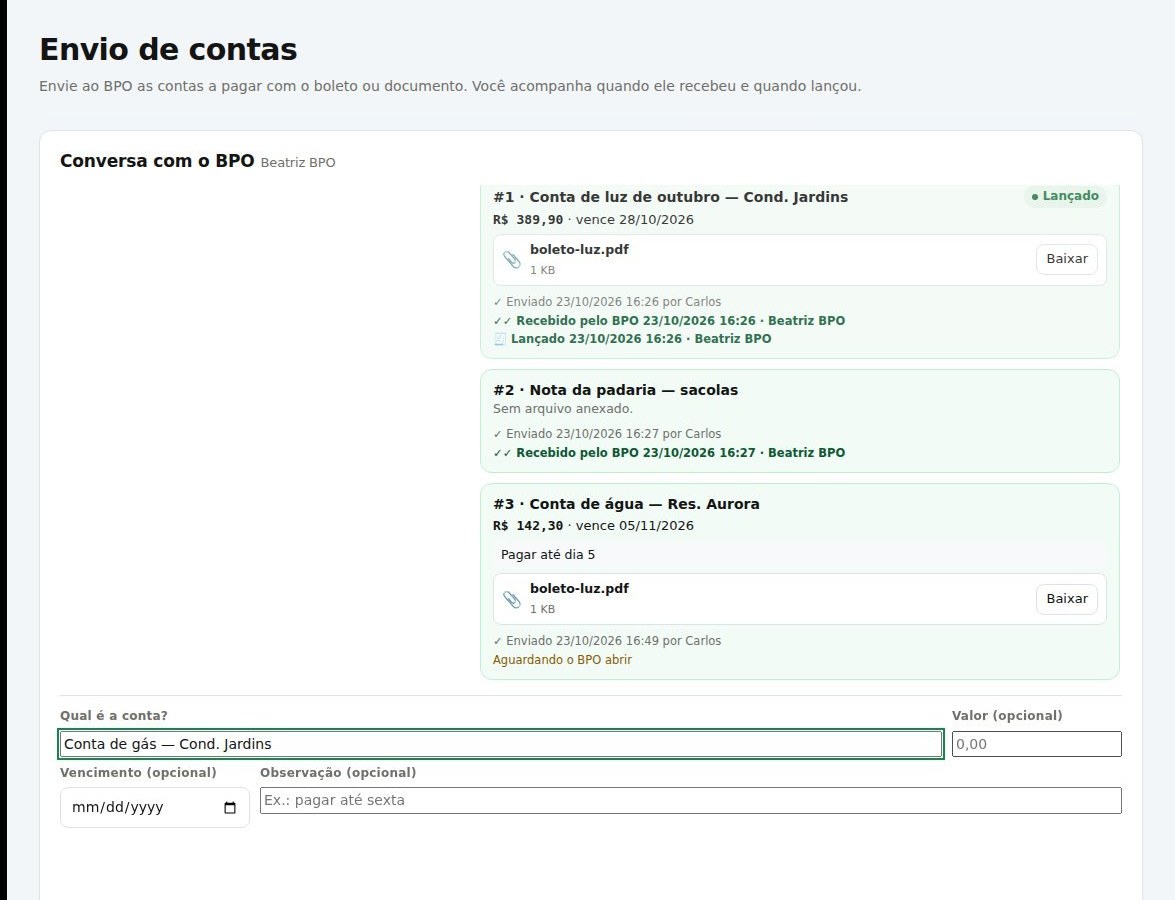 Envio de contas
Envie ao BPO as contas a pagar com o boleto ou documento. Você acompanha quando ele recebeu e quando lançou.
Conversa com o BPO Beatriz BPO
#1 · Conta de luz de outubro — Cond. Jardins
Lançado
R$ 389,90 · vence 28/10/2026
boleto-luz.pdf
1 KB
Baixar
✓ Enviado 23/10/2026 16:26 por Carlos
✓✓ Recebido pelo BPO 23/10/2026 16:26 · Beatriz BPO
Lançado 23/10/2026 16:26 · Beatriz BPO
#2 · Nota da padaria — sacolas
Sem arquivo anexado.
✓ Enviado 23/10/2026 16:27 por Carlos
✓✓ Recebido pelo BPO 23/10/2026 16:27 · Beatriz BPO
#3 · Conta de água — Res. Aurora
R$ 142,30 · vence 05/11/2026
Pagar até dia 5
boleto-luz.pdf
1 KB
Baixar
✓ Enviado 23/10/2026 16:49 por Carlos
Aguardando o BPO abrir
Qual é a conta?
Valor (opcional)
Conta de gás — Cond. Jardins
0,00
Vencimento (opcional)
Observação (opcional)
mm/dd/yyyy
Ex.: pagar até sexta